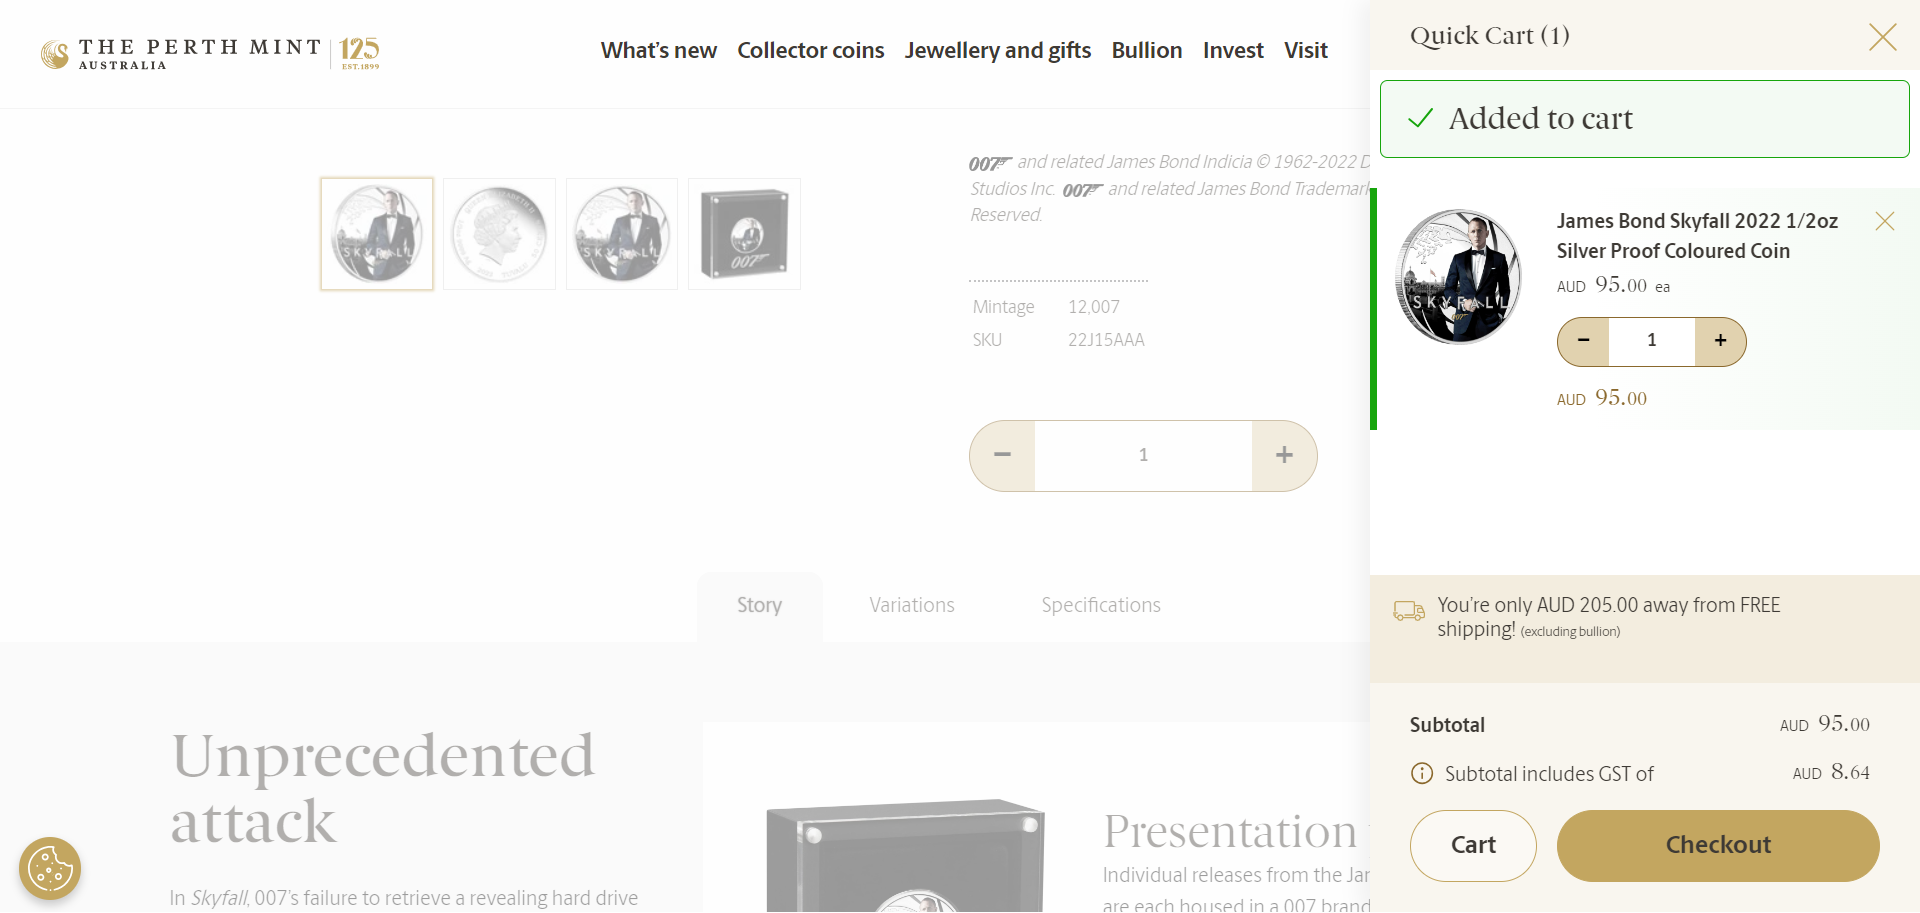 THE PERTH MINT
AUSTRALIA
125
EST.1899
What's new
Collector coins
Jewellery and gifts
Bullion
Invest
Visit
Quick Cart (1)
Added to cart
SKYFALL
SKYFALL
007
007 and related James Bond Indicia © 1962-2022 D
Studios Inc. 007 and related James Bond Trademark
Reserved.
Mintage 12,007
SKU 22J15AAA
− 1 +
SKYFALL
007
James Bond Skyfall 2022 1/2oz
Silver Proof Coloured Coin
AUD 95.00 ea
− 1 +
AUD 95.00
Story
Variations
Specifications
You're only AUD 205.00 away from FREE
shipping! (excluding bullion)
Unprecedented
attack
In Skyfall, 007's failure to retrieve a revealing hard drive
Presentation
Individual releases from the Jam
are each housed in a 007 brand
Subtotal AUD 95.00
Subtotal includes GST of AUD 8.64
Cart
Checkout